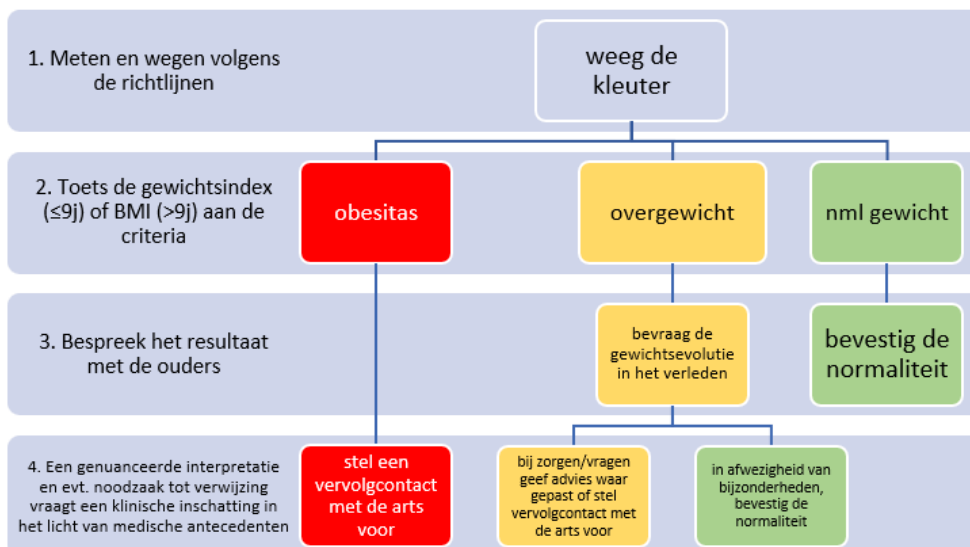 1. Meten en wegen volgens
de richtlijnen
weeg de
kleuter
2. Toets de gewichtsindex
(≤9j) of BMI (>9j) aan de
criteria
obesitas
overgewicht
nml gewicht
3. Bespreek het resultaat
met de ouders
bevraag de
gewichtsevolutie
in het verleden
bevestig de
normaliteit
4. Een genuanceerde interpretatie
en evt. noodzaak tot verwijzing
vraagt een klinische inschatting in
het licht van medische antecedenten
stel een
vervolgcontact
met de arts
voor
bij zorgen/vragen
geef advies waar
gepast of stel
vervolgcontact met
de arts voor
in afwezigheid van
bijzonderheden,
bevestig de
normaliteit